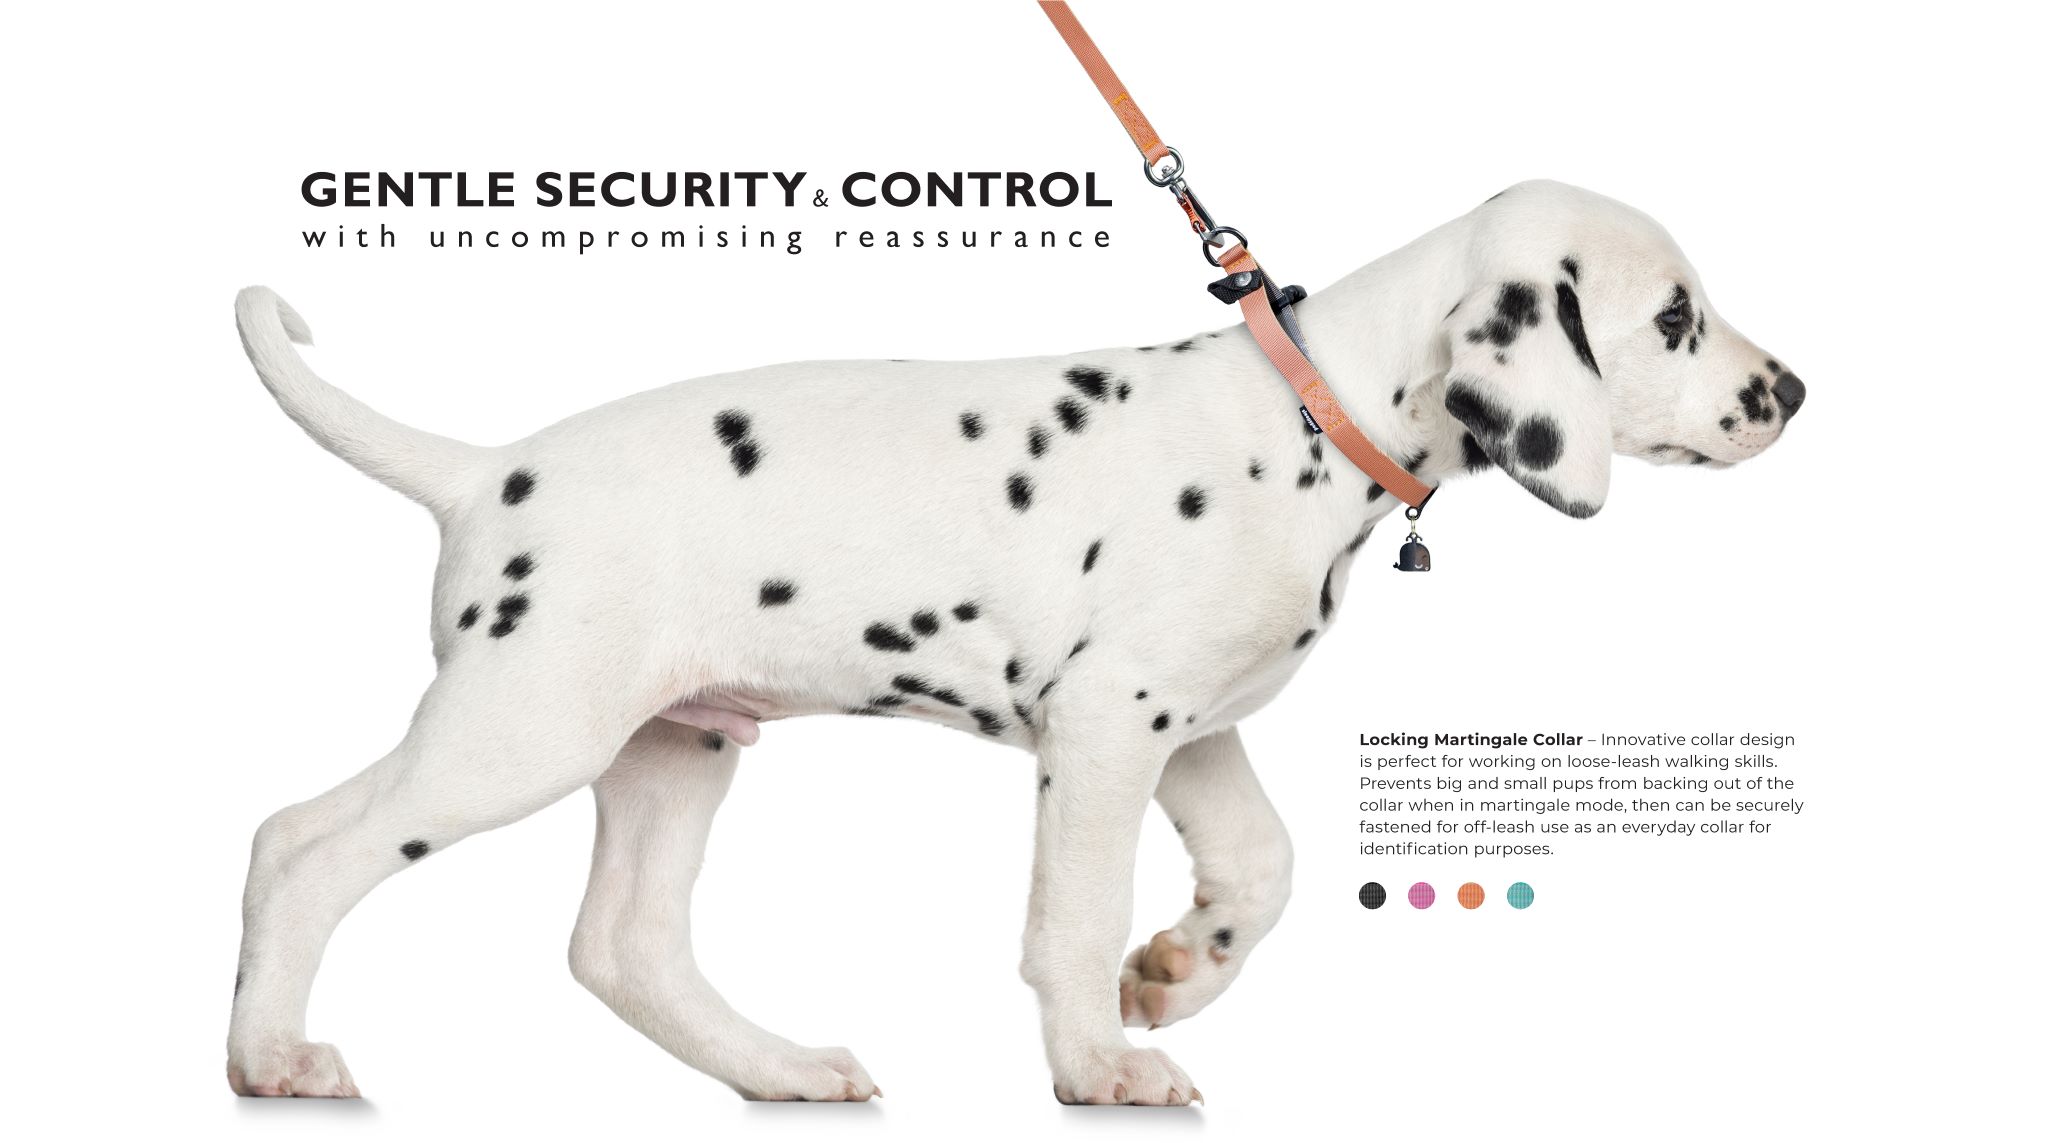 GENTLE SECURITY & CONTROL
with uncompromising reassurance
Locking Martingale Collar – Innovative collar design
is perfect for working on loose-leash walking skills.
Prevents big and small pups from backing out of the
collar when in martingale mode, then can be securely
fastened for off-leash use as an everyday collar for
identification purposes.